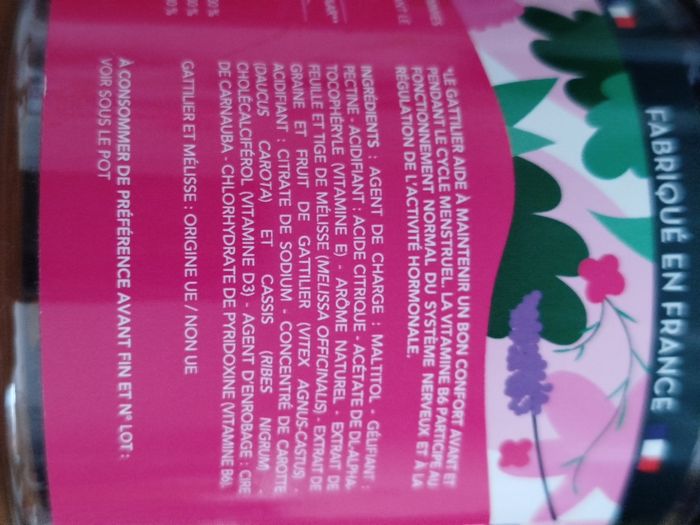 FABRIQUÉ EN FRANCE
*LE GATTILIER AIDE À MAINTENIR UN BON CONFORT AVANT ET
PENDANT LE CYCLE MENSTRUEL. LA VITAMINE B6 PARTICIPE AU
FONCTIONNEMENT NORMAL DU SYSTÈME NERVEUX ET À LA
RÉGULATION DE L'ACTIVITÉ HORMONALE.
INGRÉDIENTS : AGENT DE CHARGE : MALTITOL - GÉLIFIANT :
PECTINE - ACIDIFIANT : ACIDE CITRIQUE - ACÉTATE DE DL-ALPHA-
TOCOPHÉRYLE (VITAMINE E) - ARÔME NATUREL - EXTRAIT DE
FEUILLE ET TIGE DE MÉLISSE (MELISSA OFFICINALIS) - EXTRAIT DE
GRAINE ET FRUIT DE GATTILIER (VITEX AGNUS-CASTUS) -
ACIDIFIANT : CITRATE DE SODIUM - CONCENTRÉ DE CAROTTE
(DAUCUS CAROTA) ET CASSIS (RIBES NIGRUM) -
CHOLÉCALCIFÉROL (VITAMINE D3) - AGENT D'ENROBAGE : CIRE
DE CARNAUBA - CHLORHYDRATE DE PYRIDOXINE (VITAMINE B6).
GATTILIER ET MÉLISSE : ORIGINE UE / NON UE
À CONSOMMER DE PRÉFÉRENCE AVANT FIN ET N° LOT :
VOIR SOUS LE POT